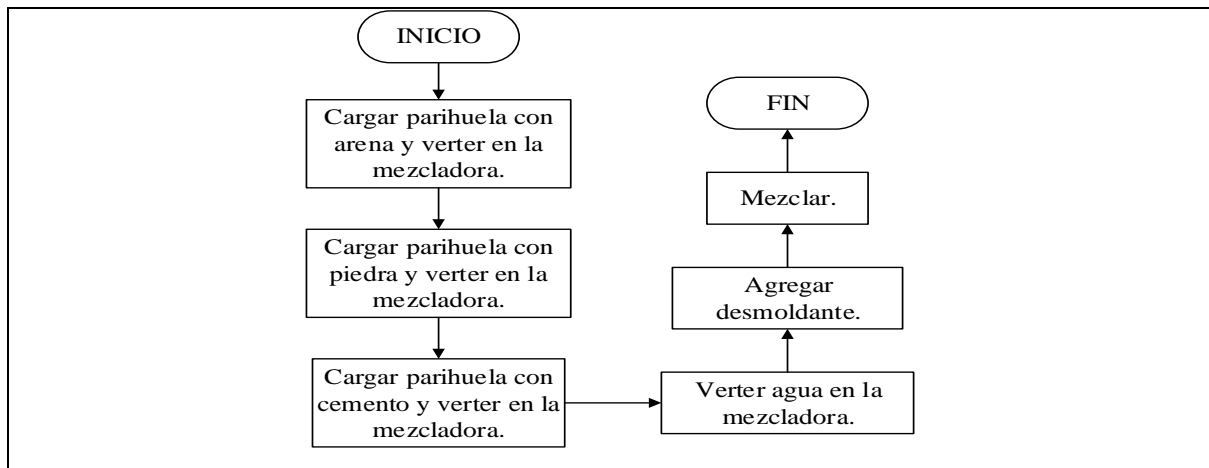 INICIO
Cargar parihuela con
arena y verter en la
mezcladora.
Cargar parihuela con
piedra y verter en la
mezcladora.
Cargar parihuela con
cemento y verter en la
mezcladora.
Verter agua en la
mezcladora.
Agregar
desmoldante.
Mezclar.
FIN